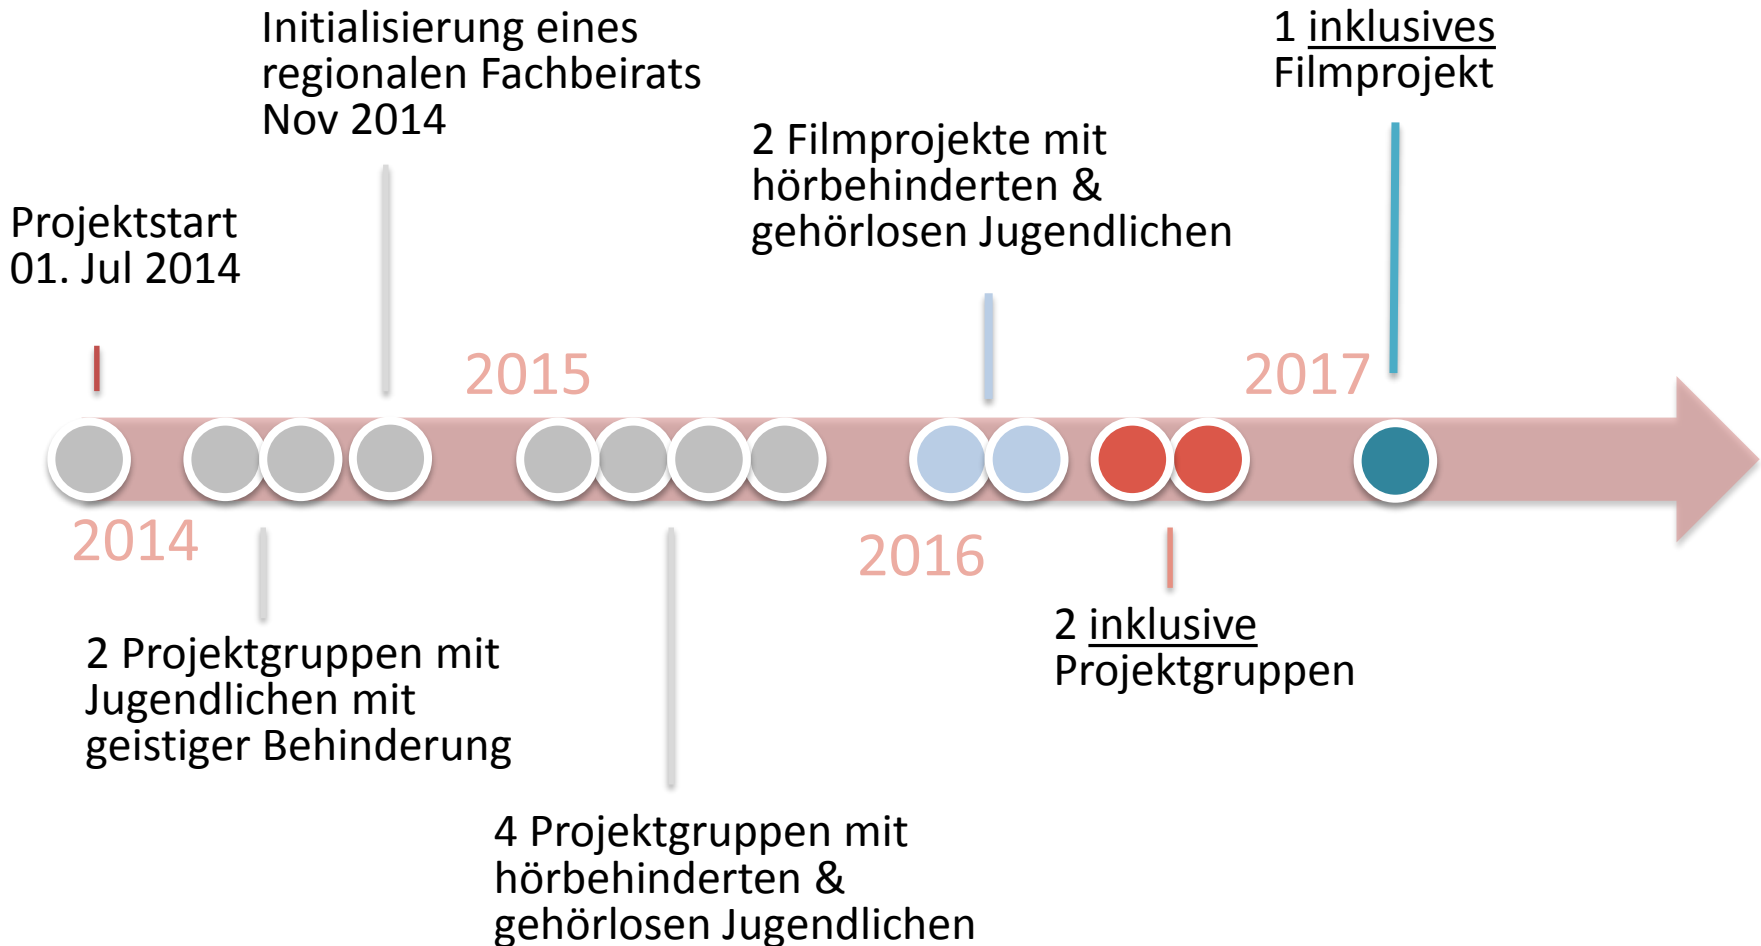 Initialisierung eines
regionalen Fachbeirats
Nov 2014
1 inklusives
Filmprojekt
2 Filmprojekte mit
hörbehinderten &
gehörlosen Jugendlichen
Projektstart
01. Jul 2014
2015
2017
2014
2016
2 Projektgruppen mit
Jugendlichen mit
geistiger Behinderung
2 inklusive
Projektgruppen
4 Projektgruppen mit
hörbehinderten &
gehörlosen Jugendlichen